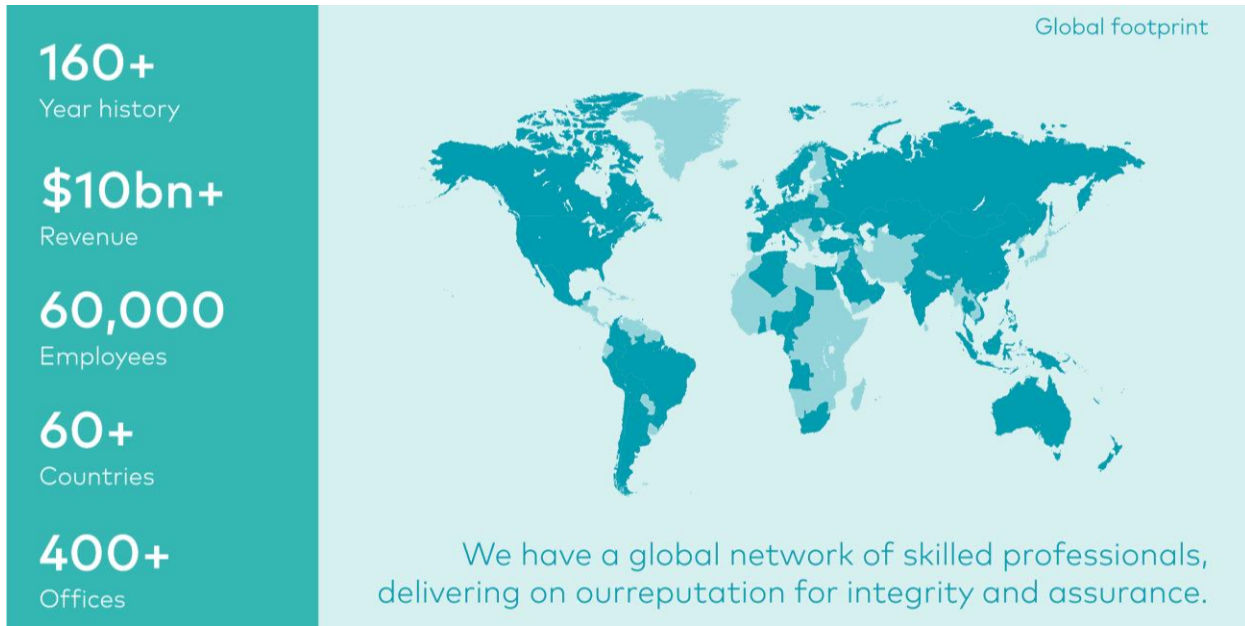 160+
Year history
$10bn+
Revenue
60,000
Employees
60+
Countries
400+
Offices
Global footprint
We have a global network of skilled professionals,
delivering on ourreputation for integrity and assurance.